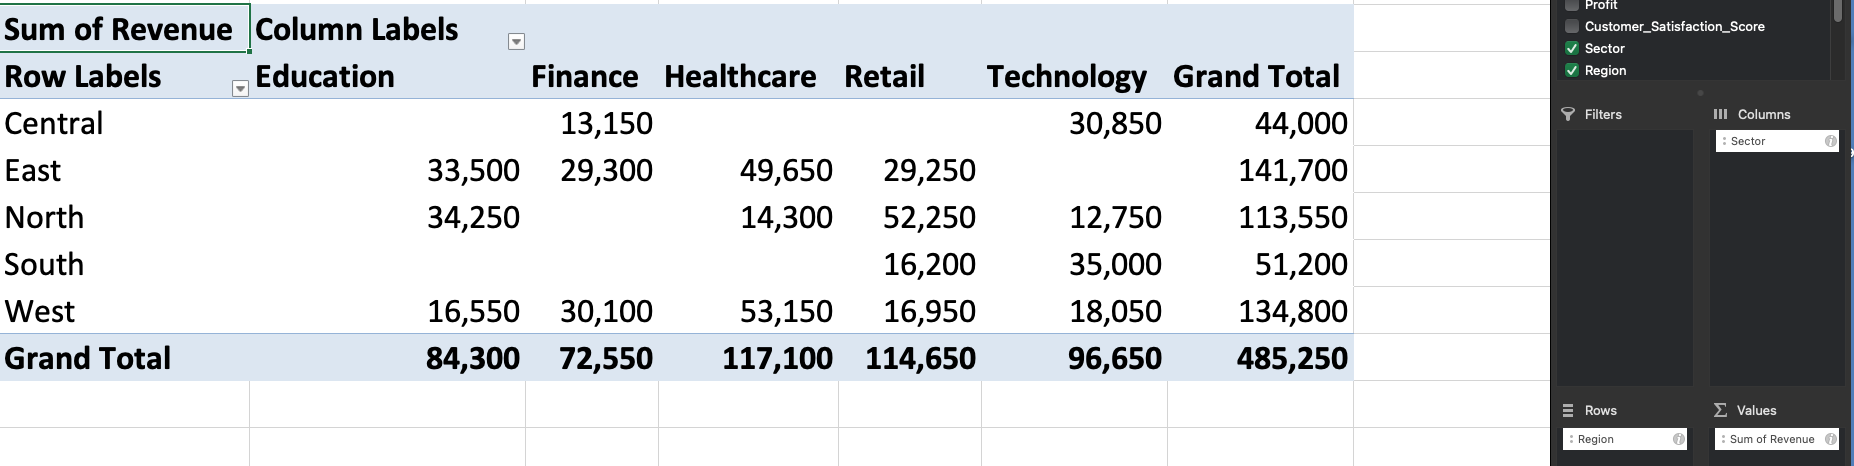 Sum of Revenue Column Labels
Row Labels Education Finance Healthcare Retail Technology Grand Total
Central 13,150 30,850 44,000
East 33,500 29,300 49,650 29,250 141,700
North 34,250 14,300 52,250 12,750 113,550
South 16,200 35,000 51,200
West 16,550 30,100 53,150 16,950 18,050 134,800
Grand Total 84,300 72,550 117,100 114,650 96,650 485,250
Profit
Customer_Satisfaction_Score
Sector
Region
Filters
Columns
Sector
Rows
Region
Values
Sum of Revenue